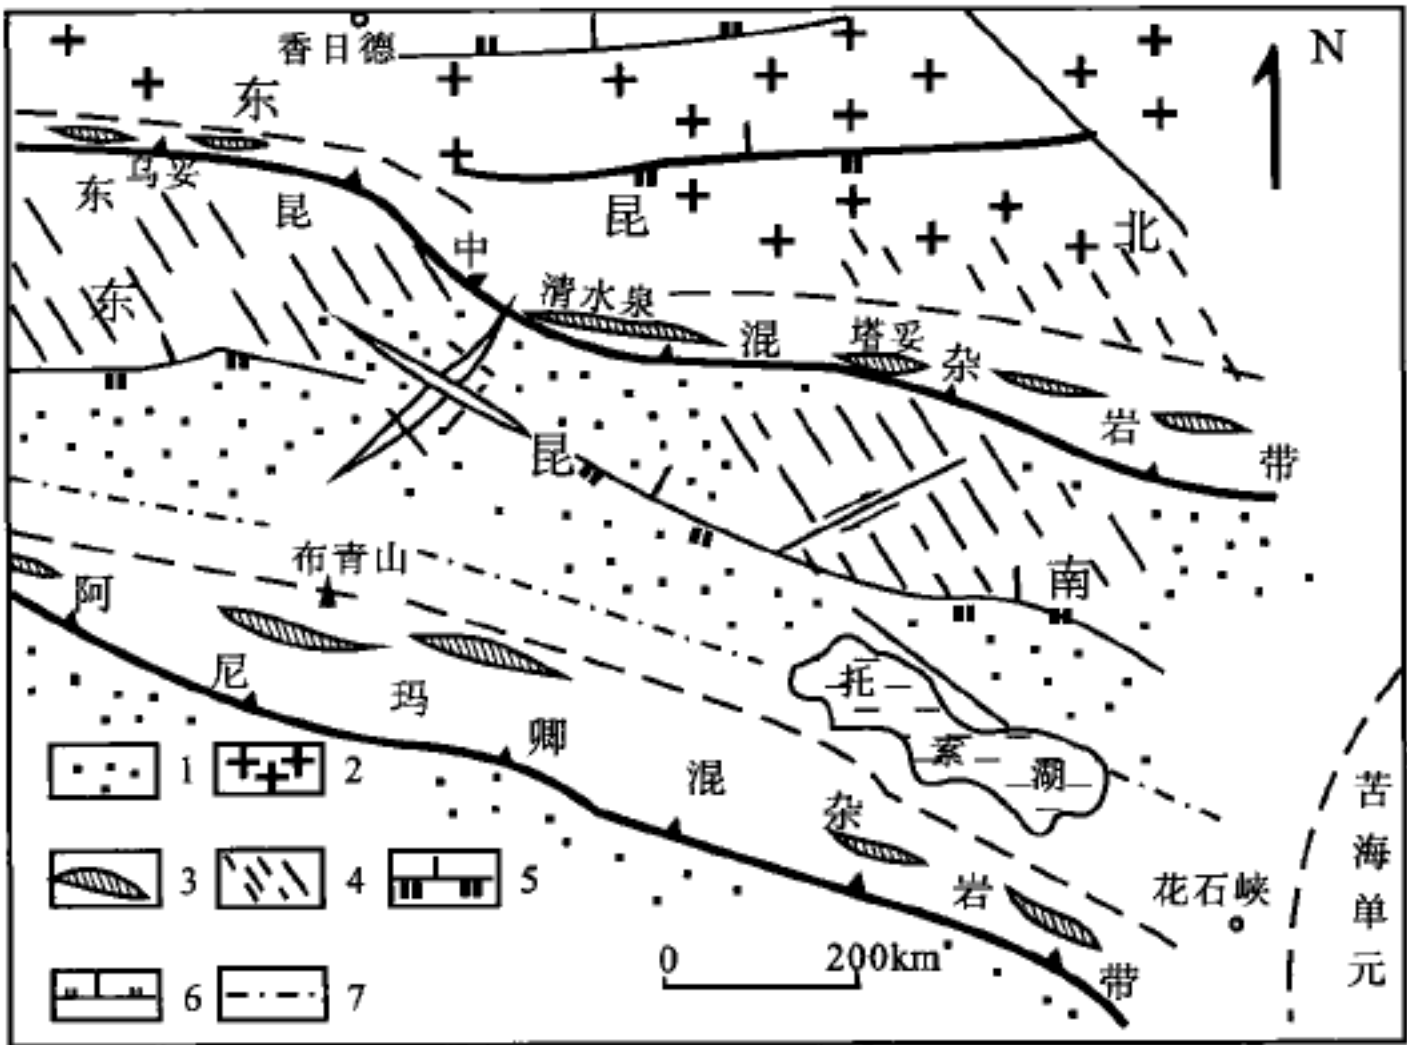 香日德
N
东
乌妥
东
昆
昆
北
中
东
清水泉
混
塔妥
杂
岩
带
昆
布青山
南
阿
尼
玛
卿
混
杂
岩
带
托
索
湖
花石峡
苦
海
单
元
1
2
3
4
5
6
7
0
200km